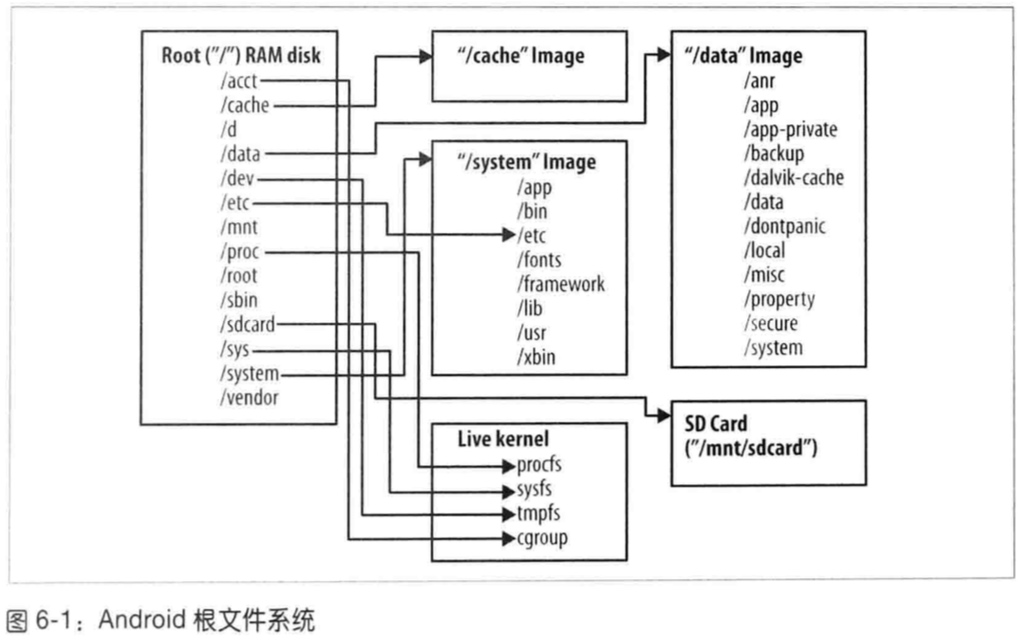 Root ("/") RAM disk
/acct
/cache
/d
/data
/dev
/etc
/mnt
/proc
/root
/sbin
/sdcard
/sys
/system
/vendor
“/cache” Image
“/system” Image
/app
/bin
/etc
/fonts
/framework
/lib
/usr
/xbin
Live kernel
procfs
sysfs
tmpfs
cgroup
“/data” Image
/anr
/app
/app-private
/backup
/dalvik-cache
/data
/dontpanic
/local
/misc
/property
/secure
/system
SD Card
("/mnt/sdcard")
图 6-1：Android 根文件系统